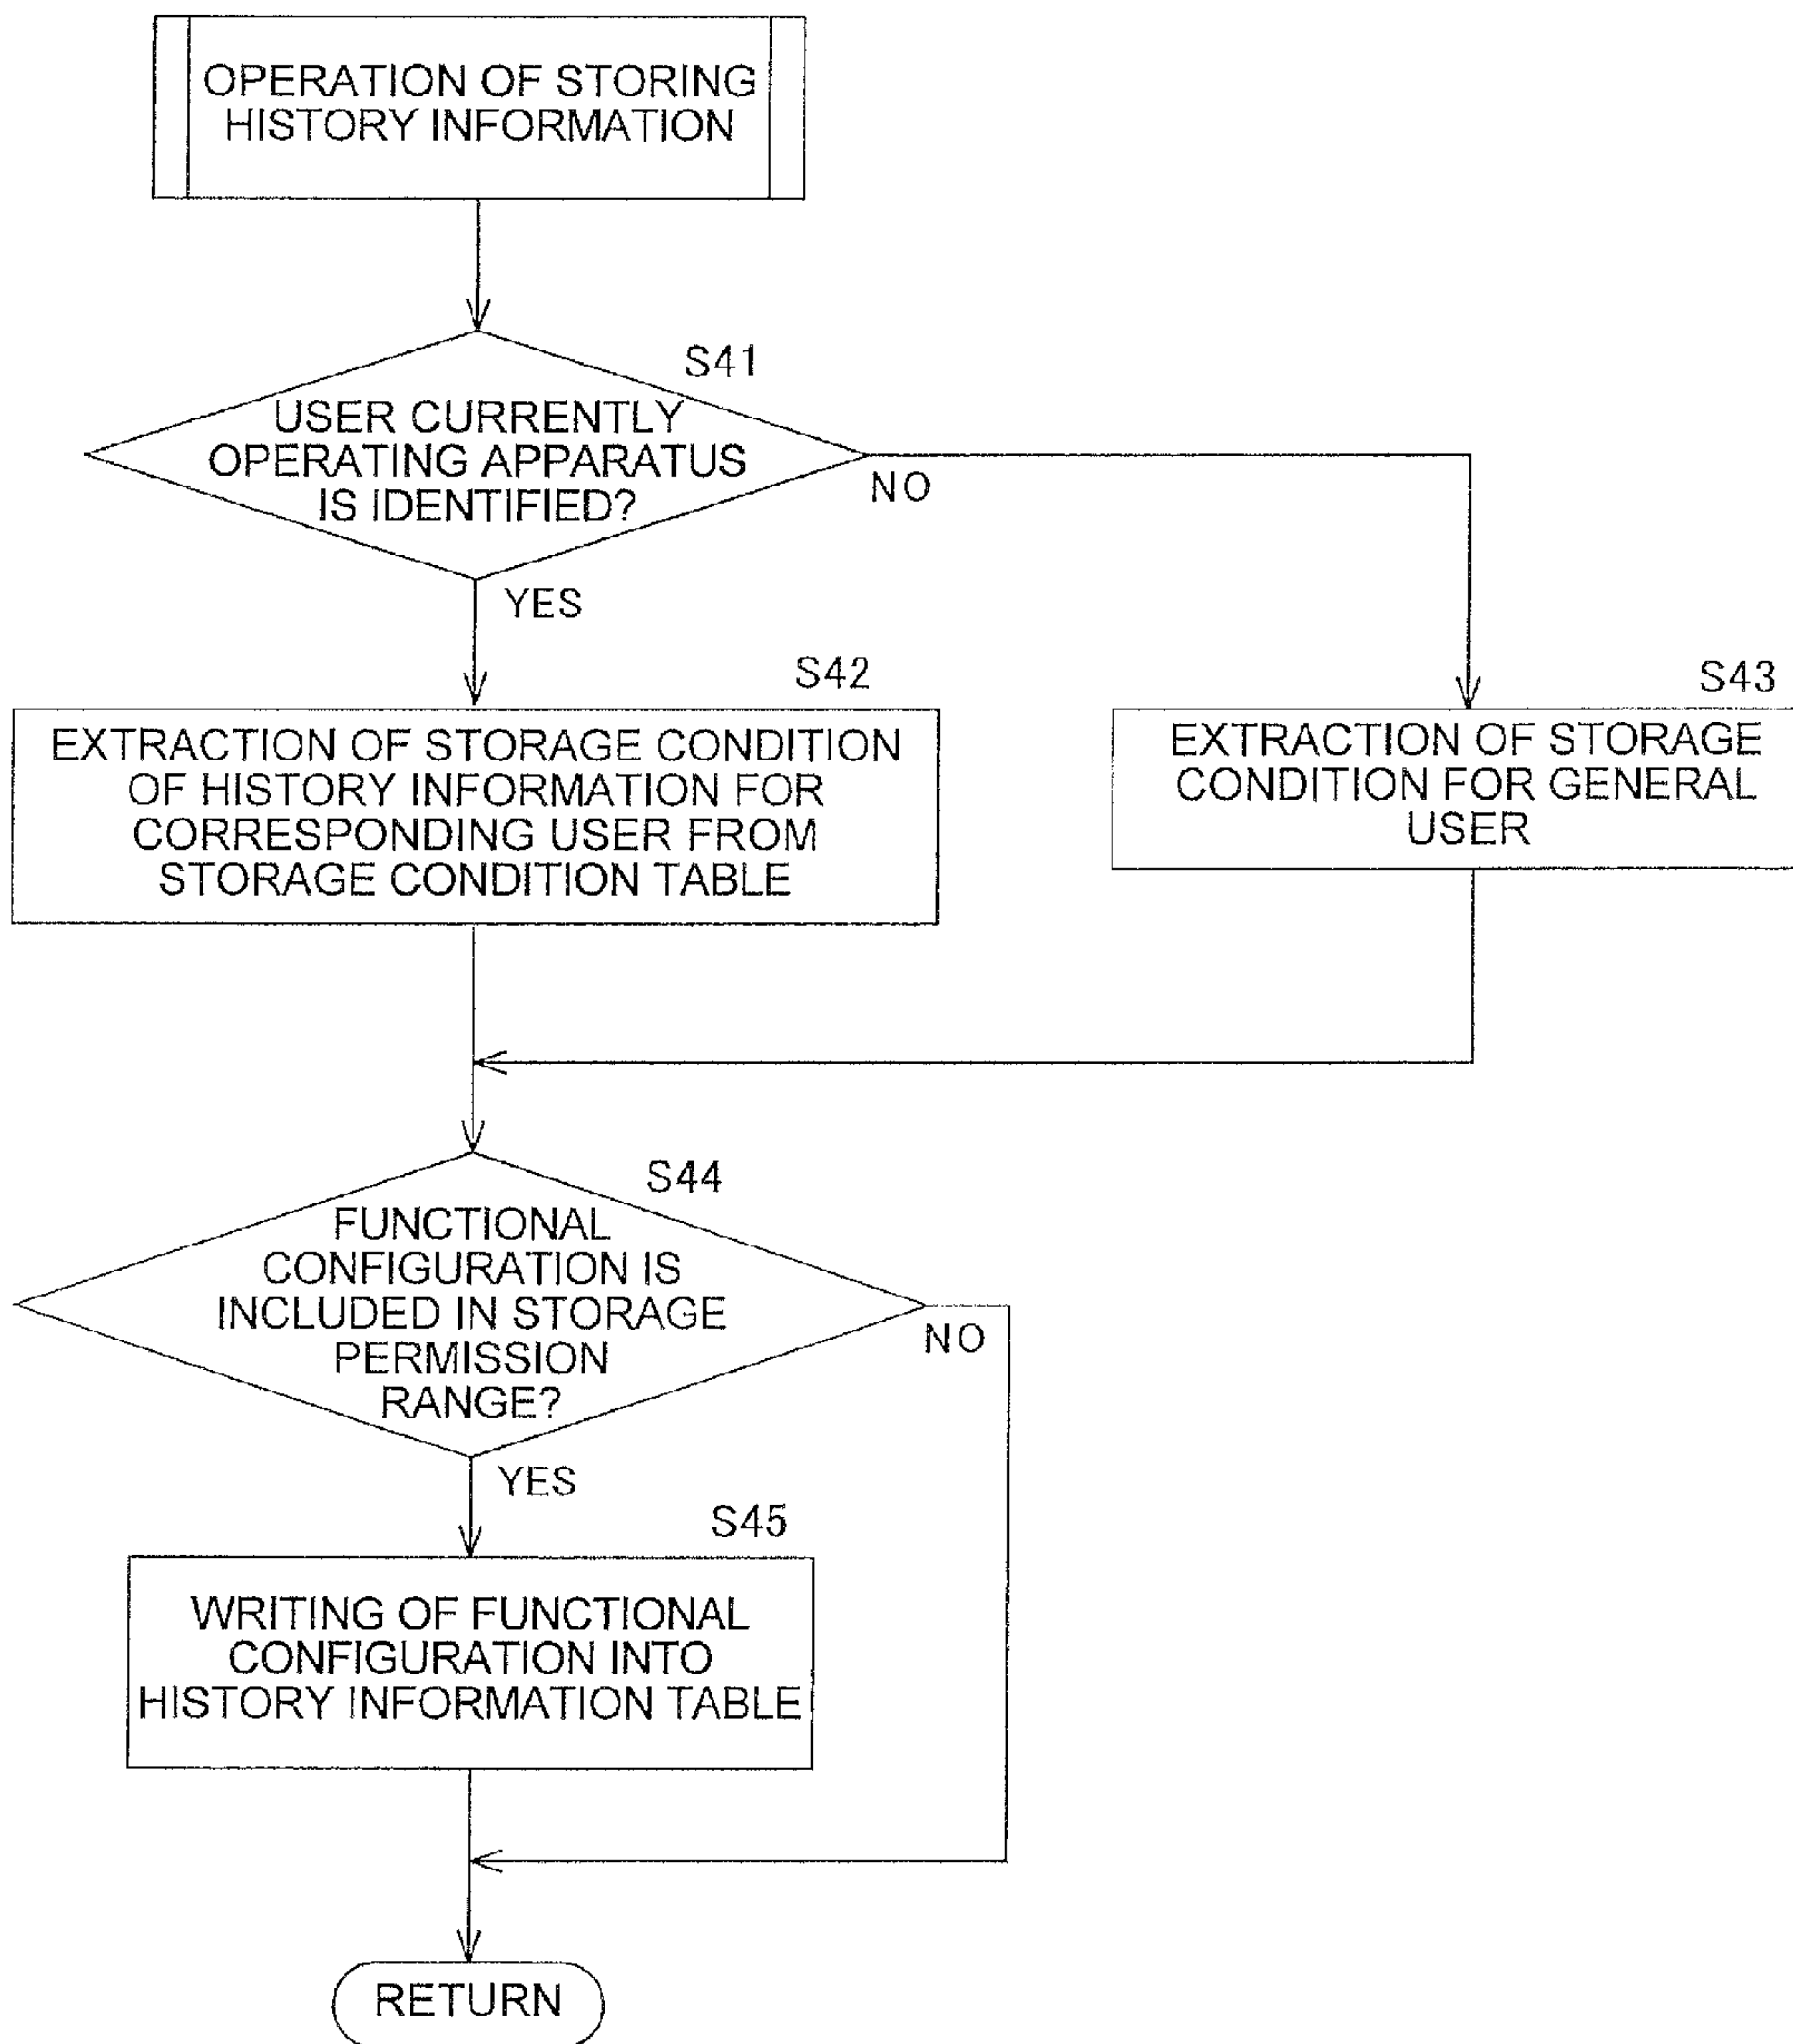 OPERATION OF STORING
HISTORY INFORMATION
S41
USER CURRENTLY
OPERATING APPARATUS
IS IDENTIFIED?
NO
YES
S42
EXTRACTION OF STORAGE CONDITION
OF HISTORY INFORMATION FOR
CORRESPONDING USER FROM
STORAGE CONDITION TABLE
S43
EXTRACTION OF STORAGE
CONDITION FOR GENERAL
USER
S44
FUNCTIONAL
CONFIGURATION IS
INCLUDED IN STORAGE
PERMISSION
RANGE?
NO
YES
S45
WRITING OF FUNCTIONAL
CONFIGURATION INTO
HISTORY INFORMATION TABLE
RETURN